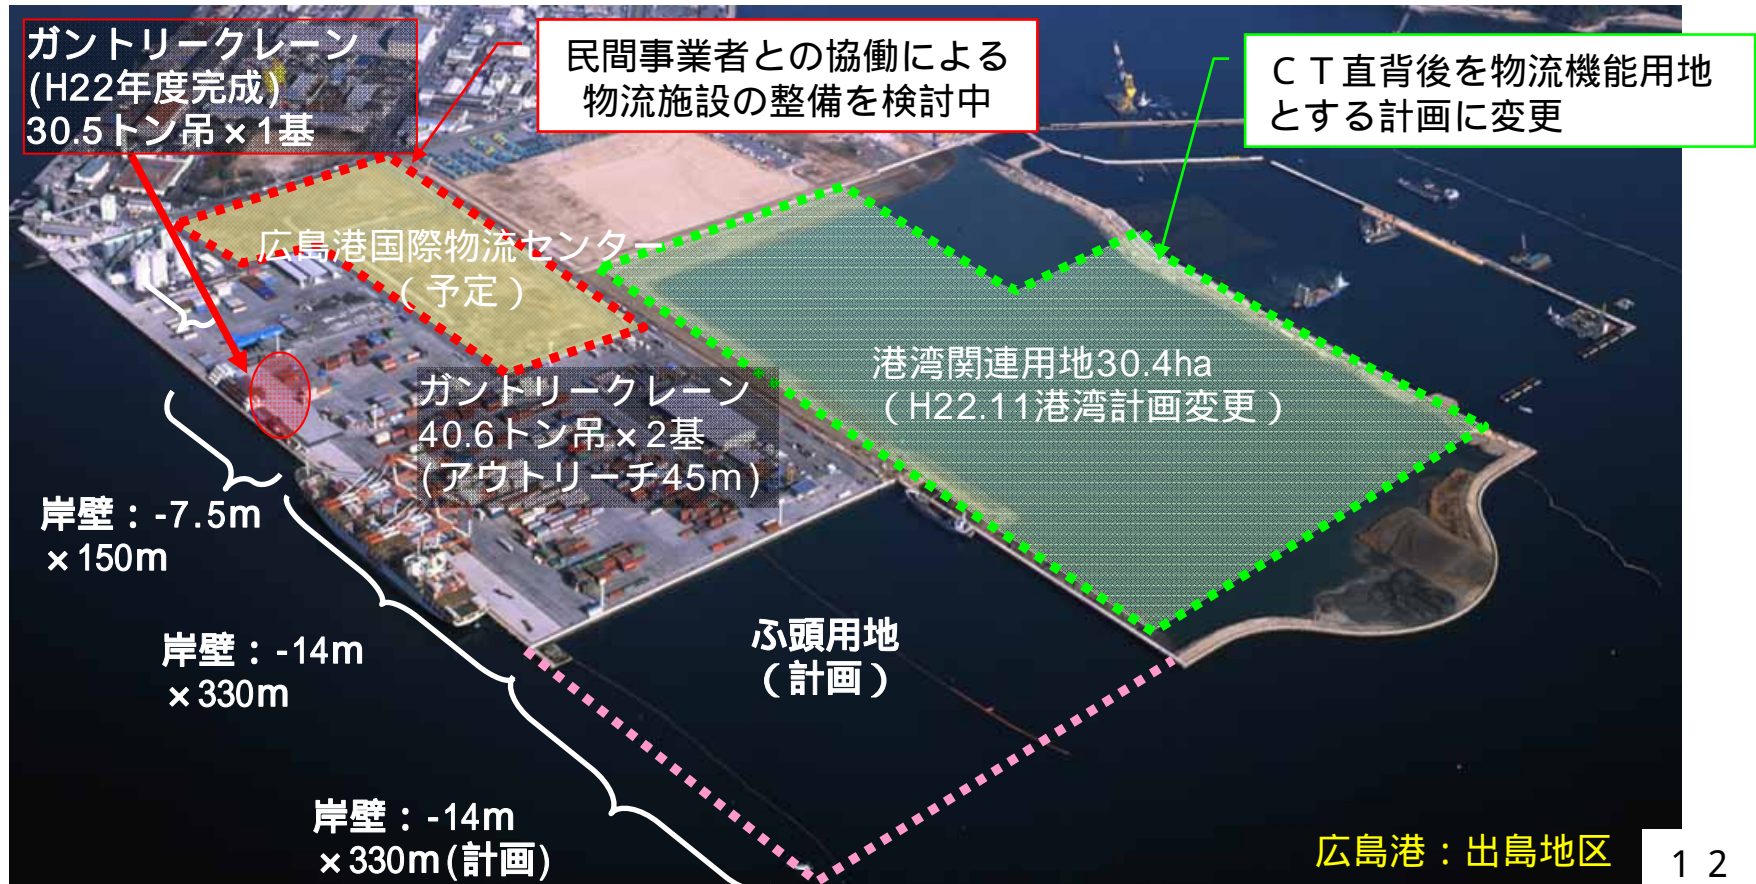 ガントリークレーン
(H22年度完成)
30.5トン吊×1基
民間事業者との協働による
物流施設の整備を検討中
ＣＴ直背後を物流機能用地
とする計画に変更
広島港国際物流センター
（予定）
港湾関連用地30.4ha
（H22.11港湾計画変更）
ガントリークレーン
40.6トン吊×2基
(アウトリーチ45m)
岸壁：-7.5m
×150m
岸壁：-14m
×330m
ふ頭用地
（計画）
岸壁：-14m
×330m(計画)
広島港：出島地区
１２